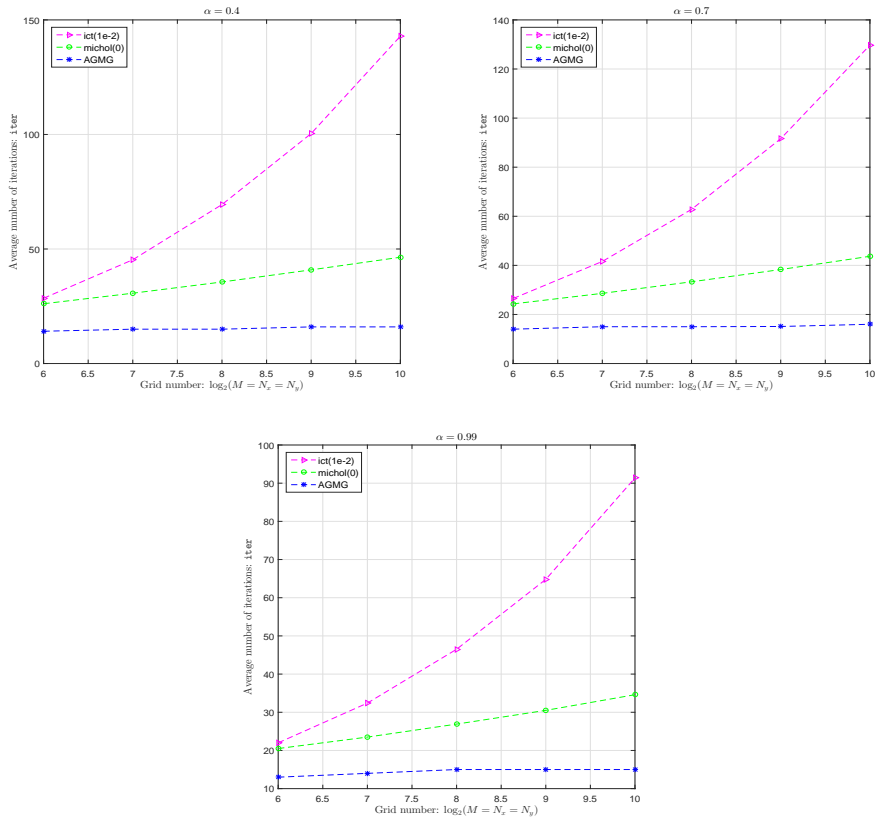 α = 0.4
ict(1e-2)
michol(0)
AGMG
Average number of iterations: iter
150
100
50
0
6 6.5 7 7.5 8 8.5 9 9.5 10
Grid number: log₂(M = Nₓ = N_y)
α = 0.7
ict(1e-2)
michol(0)
AGMG
Average number of iterations: iter
140
120
100
80
60
40
20
0
6 6.5 7 7.5 8 8.5 9 9.5 10
Grid number: log₂(M = Nₓ = N_y)
α = 0.99
ict(1e-2)
michol(0)
AGMG
Average number of iterations: iter
100
90
80
70
60
50
40
30
20
10
6 6.5 7 7.5 8 8.5 9 9.5 10
Grid number: log₂(M = Nₓ = N_y)